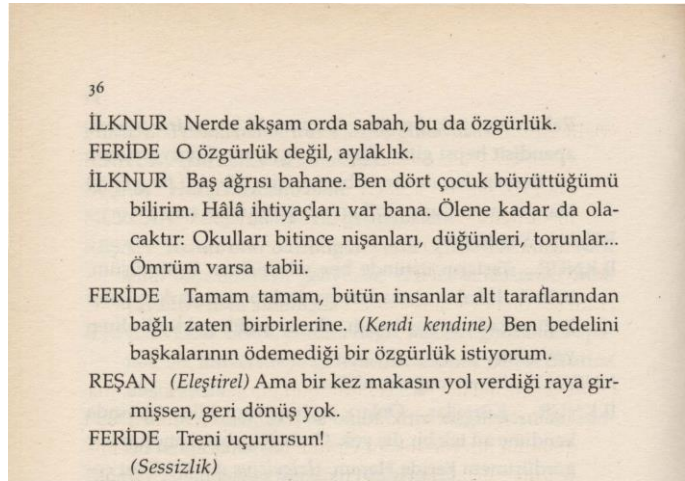 36
İLKNUR Nerde akşam orda sabah, bu da özgürlük.
FERİDE O özgürlük değil, aylaklık.
İLKNUR Baş ağrısı bahane. Ben dört çocuk büyüttüğümü
bilirim. Hâlâ ihtiyaçları var bana. Ölene kadar da ola-
caktır: Okulları bitince nişanları, düğünleri, torunlar...
Ömrüm varsa tabii.
FERİDE Tamam tamam, bütün insanlar alt taraflarından
bağlı zaten birbirlerine. (Kendi kendine) Ben bedelini
başkalarının ödemediği bir özgürlük istiyorum.
REŞAN (Eleştirel) Ama bir kez makasın yol verdiği raya gir-
mişsen, geri dönüş yok.
FERİDE Treni uçurursun!
(Sessizlik)